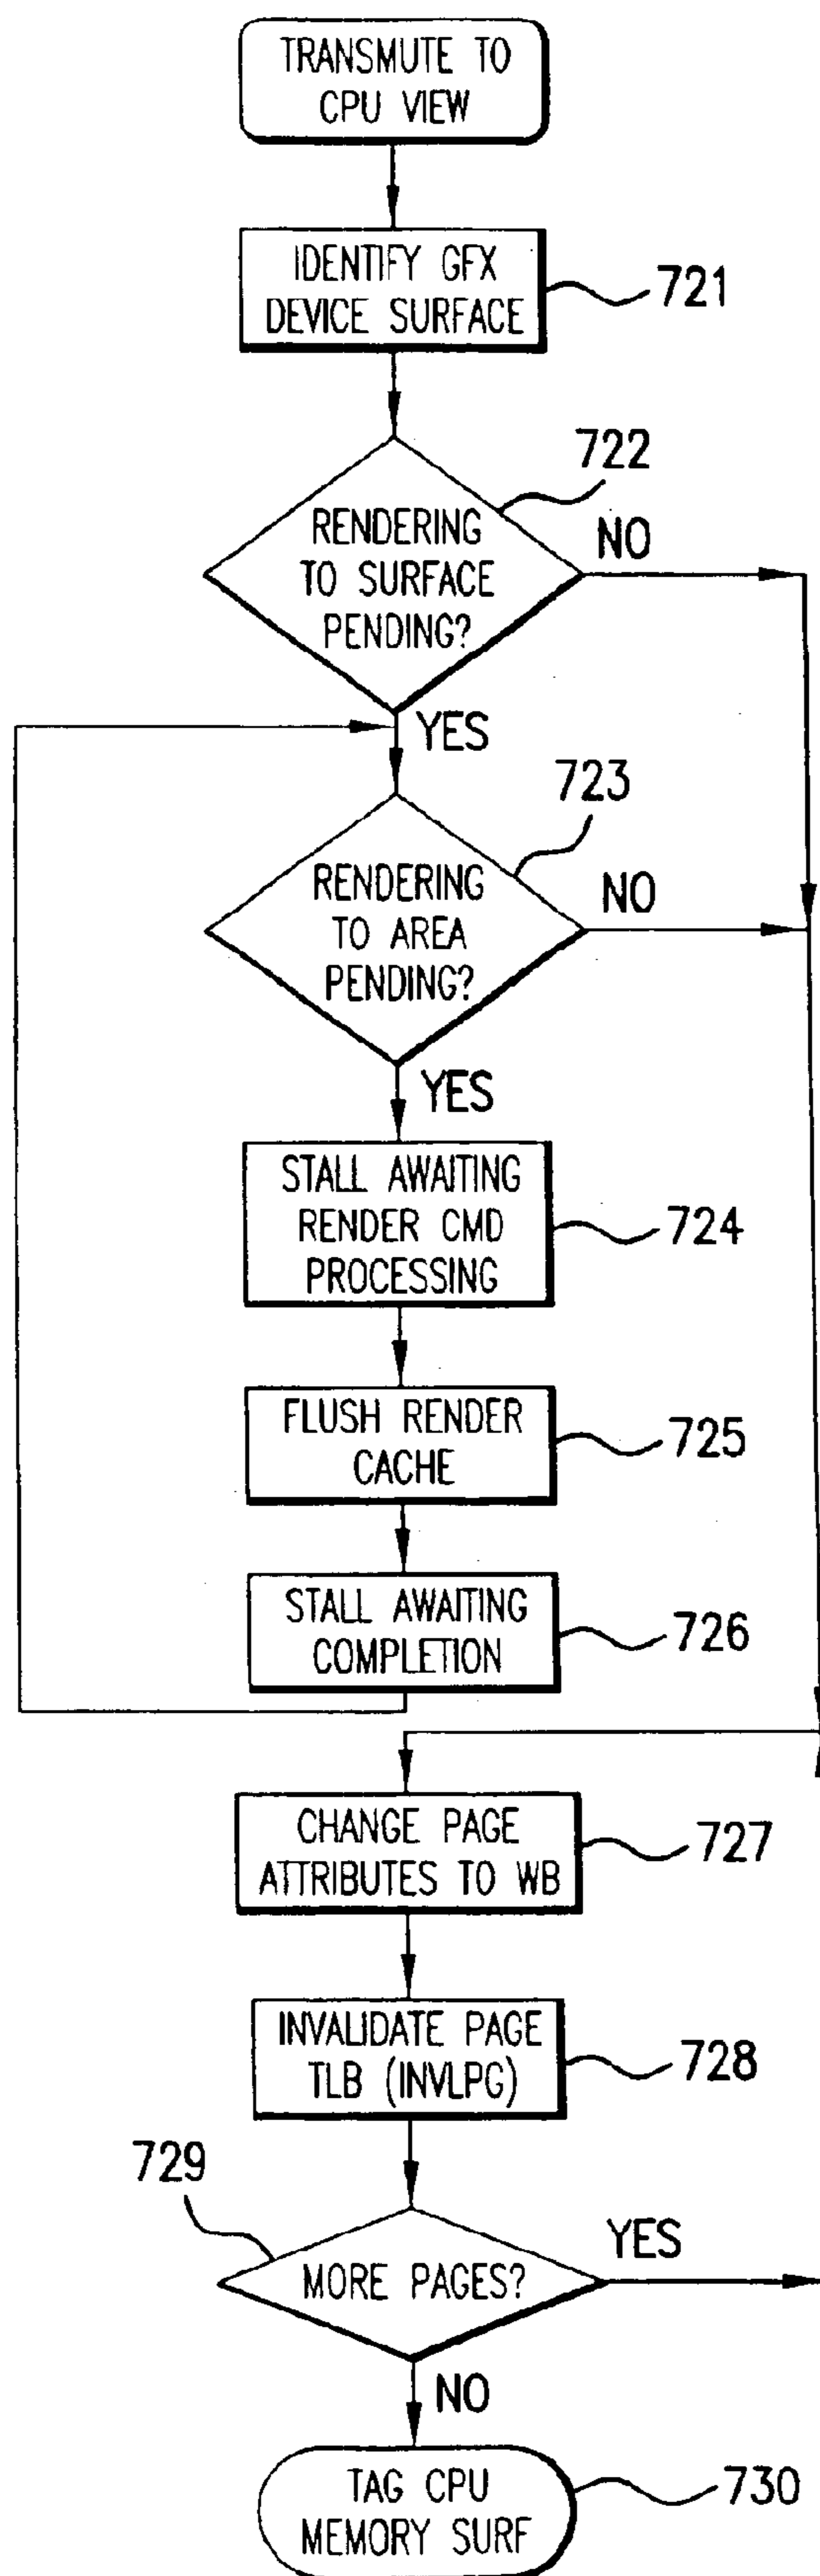 TRANSMUTE TO
CPU VIEW
IDENTIFY GFX
DEVICE SURFACE
721
722
RENDERING
TO SURFACE
PENDING?
NO
YES
723
RENDERING
TO AREA
PENDING?
NO
YES
STALL AWAITING
RENDER CMD
PROCESSING
724
FLUSH RENDER
CACHE
725
STALL AWAITING
COMPLETION
726
CHANGE PAGE
ATTRIBUTES TO WB
727
INVALIDATE PAGE
TLB (INVLPG)
728
729
MORE PAGES?
YES
NO
TAG CPU
MEMORY SURF
730